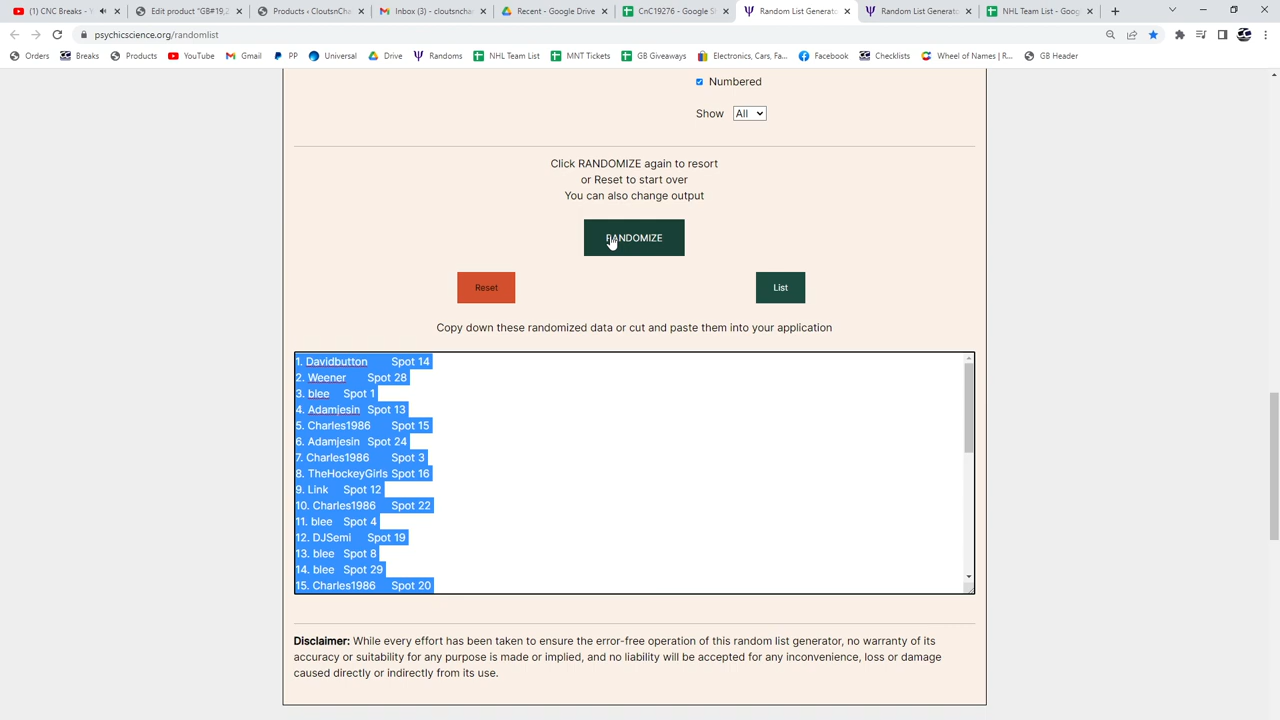 (1) CNC Breaks - Y
Edit product "GB#19,2
Products ‹ CloutsnCha
Inbox (3) - cloutsnchar
Recent - Google Drive
CnC19276 - Google Sh
Random List Generato
Random List Generato
NHL Team List - Goog
psychicscience.org/randomlist
Orders Breaks Products YouTube Gmail PP Universal Drive Randoms NHL Team List MNT Tickets GB Giveaways Electronics, Cars, Fa... Facebook Checklists Wheel of Names | R... GB Header
Numbered
Show All
Click RANDOMIZE again to resort
or Reset to start over
You can also change output
RANDOMIZE
Reset List
Copy down these randomized data or cut and paste them into your application
1. Davidbutton Spot 14
2. Weener Spot 28
3. blee Spot 1
4. Adamjesin Spot 13
5. Charles1986 Spot 15
6. Adamjesin Spot 24
7. Charles1986 Spot 3
8. TheHockeyGirls Spot 16
9. Link Spot 12
10. Charles1986 Spot 22
11. blee Spot 4
12. DJSemi Spot 19
13. blee Spot 8
14. blee Spot 29
15. Charles1986 Spot 20
Disclaimer: While every effort has been taken to ensure the error-free operation of this random list generator, no warranty of its
accuracy or suitability for any purpose is made or implied, and no liability will be accepted for any inconvenience, loss or damage
caused directly or indirectly from its use.